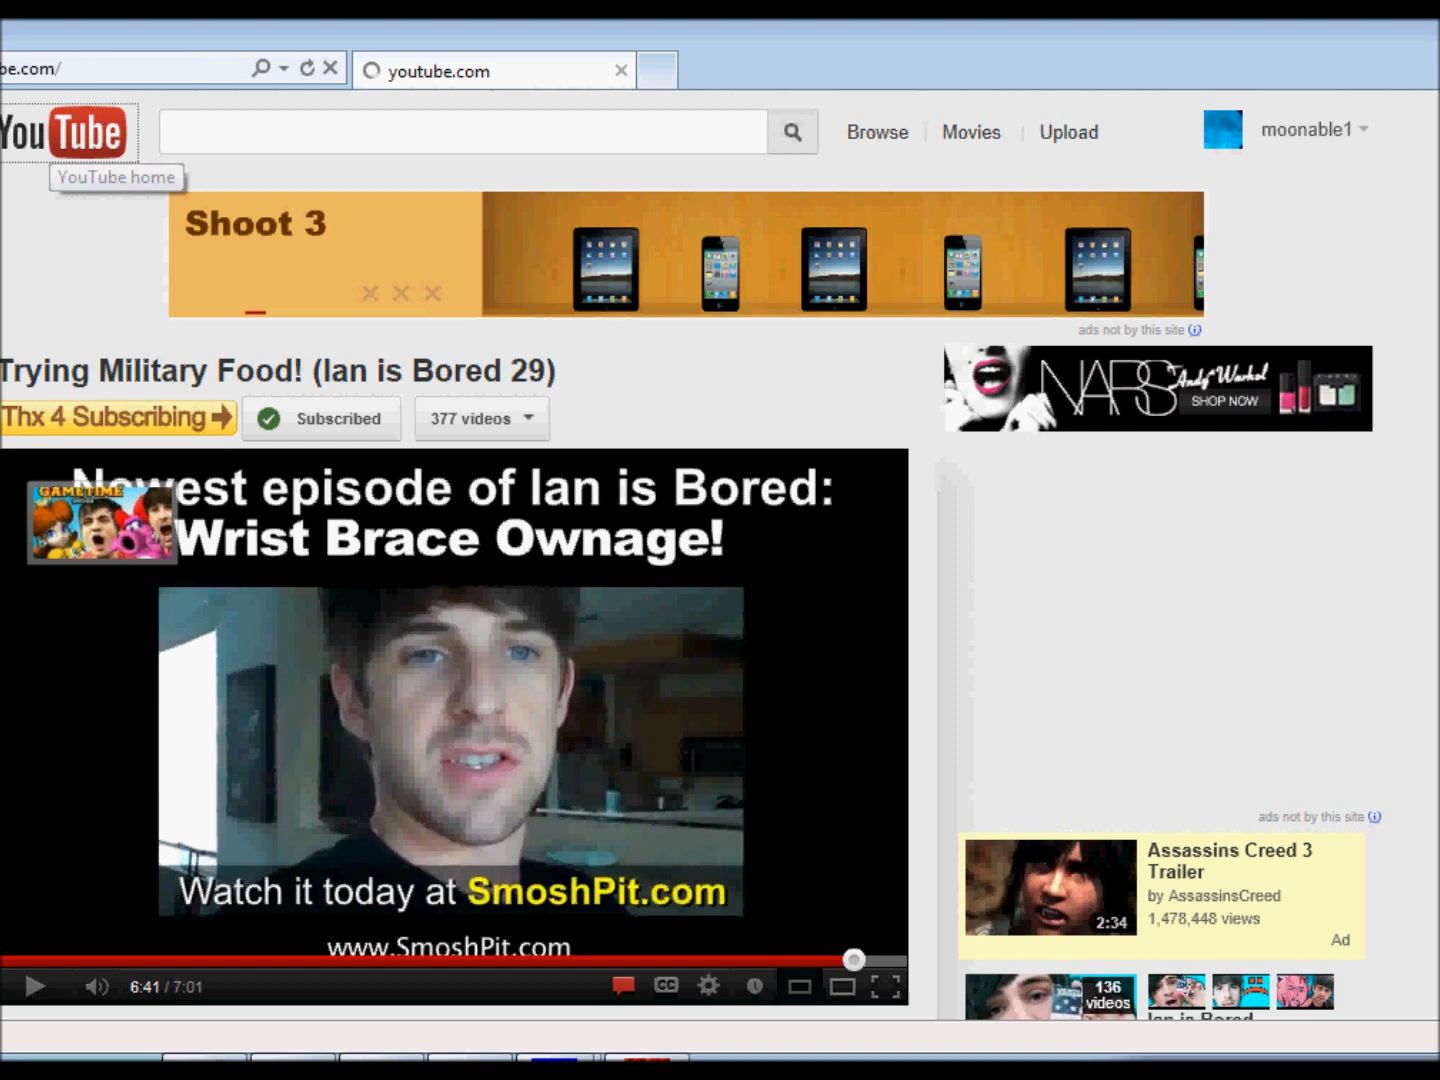 be.com/
youtube.com
YouTube
Browse
Movies
Upload
moonable1
YouTube home
Shoot 3
ads not by this site
Trying Military Food! (Ian is Bored 29)
NARS
Andy Warhol
SHOP NOW
Thx 4 Subscribing
Subscribed
377 videos
Newest episode of Ian is Bored:
GAMETIME
Wrist Brace Ownage!
Watch it today at SmoshPit.com
www.SmoshPit.com
6:41 / 7:01
CC
ads not by this site
Assassins Creed 3
Trailer
by AssassinsCreed
1,478,448 views
2:34
Ad
136
videos
Ian is Bored